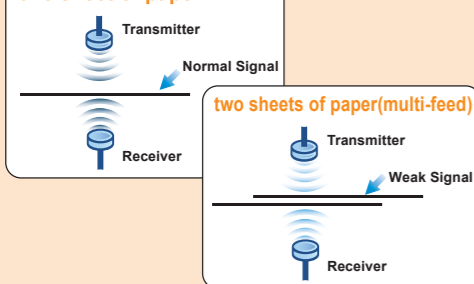 Transmitter
Normal Signal
Receiver
two sheets of paper(multi-feed)
Transmitter
Weak Signal
Receiver